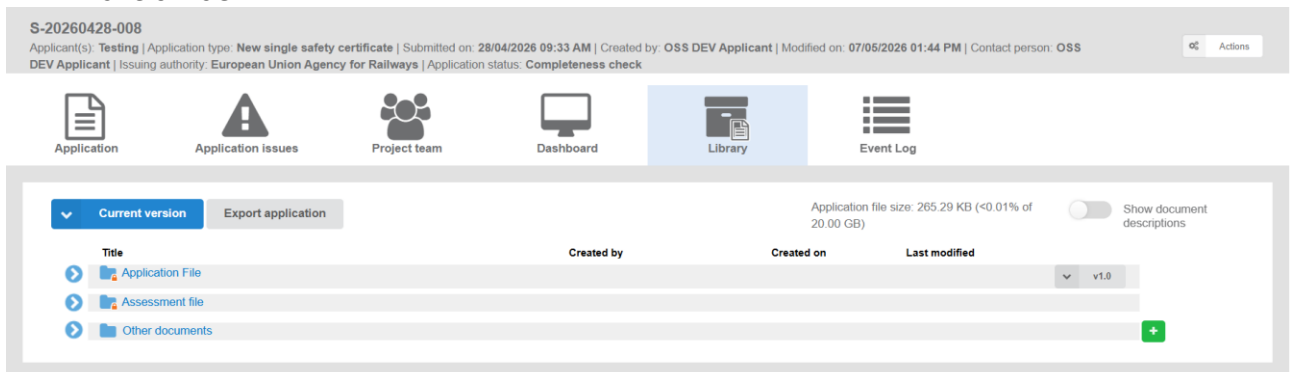 S-20260428-008
Applicant(s): Testing | Application type: New single safety certificate | Submitted on: 28/04/2026 09:33 AM | Created by: OSS DEV Applicant | Modified on: 07/05/2026 01:44 PM | Contact person: OSS
DEV Applicant | Issuing authority: European Union Agency for Railways | Application status: Completeness check
Actions
Application
Application issues
Project team
Dashboard
Library
Event Log
Current version
Export application
Application file size: 265.29 KB (<0.01% of
20.00 GB)
Show document
descriptions
Title Created by Created on Last modified
Application File
v1.0
Assessment file
Other documents